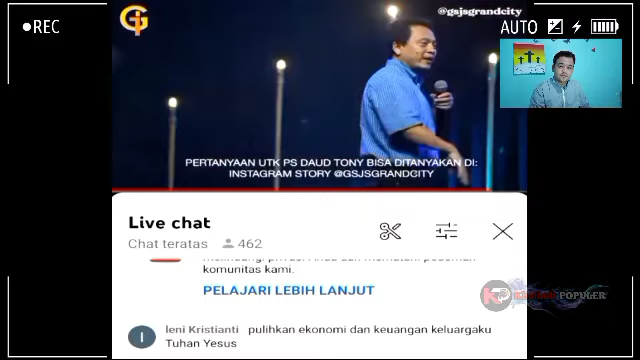 REC
@gsjsgrandcity
AUTO
PERTANYAAN UTK PS DAUD TONY BISA DITANYAKAN DI:
INSTAGRAM STORY @GSJSGRANDCITY
Live chat
Chat teratas 462
komunitas kami.
PELAJARI LEBIH LANJUT
I Ieni Kristianti pulihkan ekonomi dan keuangan keluargaku
Tuhan Yesus
POPULER